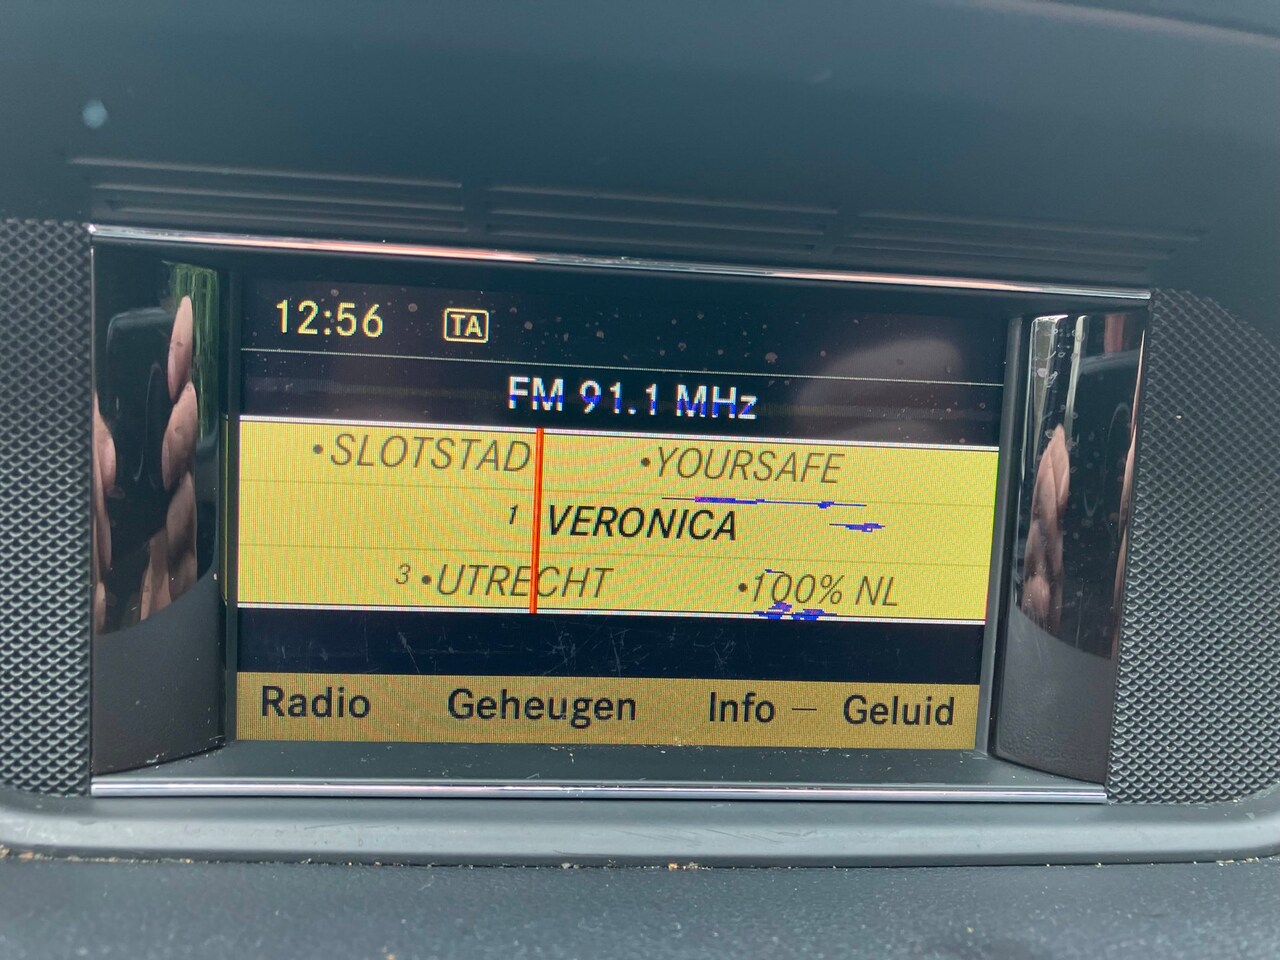 12:56 TA
FM 91.1 MHz
•SLOTSTAD •YOURSAFE
1 VERONICA
3 •UTRECHT •100% NL
Radio Geheugen Info – Geluid